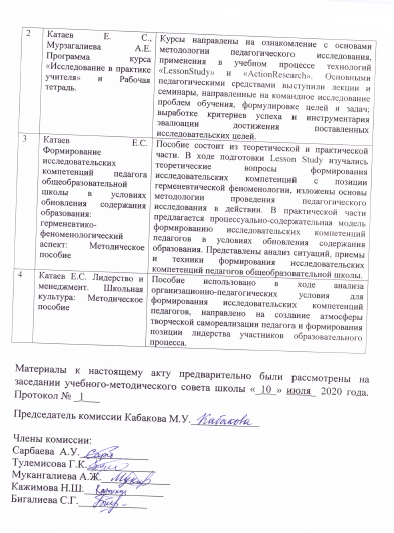 2
Катаев Е. С.,
Мурзагалиева А.Е.
Программа курса
«Исследование в практике
учителя» и Рабочая
тетрадь.
Курсы направлены на ознакомление с основами
методологии педагогического исследования,
применения в учебном процессе технологий
«LessonStudy» и «ActionResearch». Основными
педагогическими средствами выступили лекции и
семинары, направленные на командное исследование
проблем обучения, формулировке целей и задач;
выработке критериев успеха и инструментария
эвалюации достижения поставленных
исследовательских целей.
3
Катаев Е.С.
Формирование
исследовательских
компетенций педагога
общеобразовательной
школы в условиях
обновления содержания
образования:
герменевтико-
феноменологический
аспект: Методическое
пособие
Пособие состоит из теоретической и практической
части. В ходе подготовки Lesson Study изучались
теоретические вопросы формирования
исследовательских компетенций с позиции
герменевтичной феноменологии, изложены основы
методологии проведения педагогического
исследования в действии. В практической части
предлагается процессуально-содержательная модель
формированию исследовательских компетенций
педагогов в условиях обновления содержания
образования. Представлены анализ ситуаций, приемы
и техники формирования исследовательских
компетенций педагогов общеобразовательной школы.
4
Катаев Е.С. Лидерство и
менеджмент. Школьная
культура: Методическое
пособие
Пособие использовано в ходе анализа
организационно-педагогических условия для
формирования исследовательских компетенций
педагогов, направлено на создание атмосферы
творческой самореализации педагога и формирования
позиции лидерства участников образовательного
процесса.
Материалы к настоящему акту предварительно были рассмотрены на
заседании учебного-методического совета школы « 10 » июля 2020 года.
Протокол № 1
Председатель комиссии Кабакова М.У. Кабакова
Члены комиссии:
Сарбаева А.У.
Тулемисова Г.К.
Мукангалиева А.Ж.
Кажимова Н.Ш.
Бигалиева С.Г.